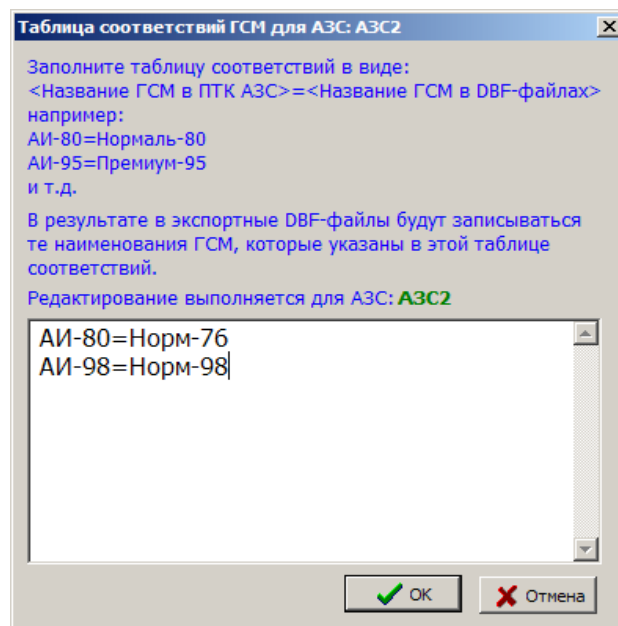 Таблица соответствий ГСМ для АЗС: АЗС2
Заполните таблицу соответствий в виде:
<Название ГСМ в ПТК АЗС>=<Название ГСМ в DBF-файлах>
например:
АИ-80=Нормаль-80
АИ-95=Премиум-95
и т.д.
В результате в экспортные DBF-файлы будут записываться
те наименования ГСМ, которые указаны в этой таблице
соответствий.
Редактирование выполняется для АЗС: АЗС2
АИ-80=Норм-76
АИ-98=Норм-98
ОК
Отмена